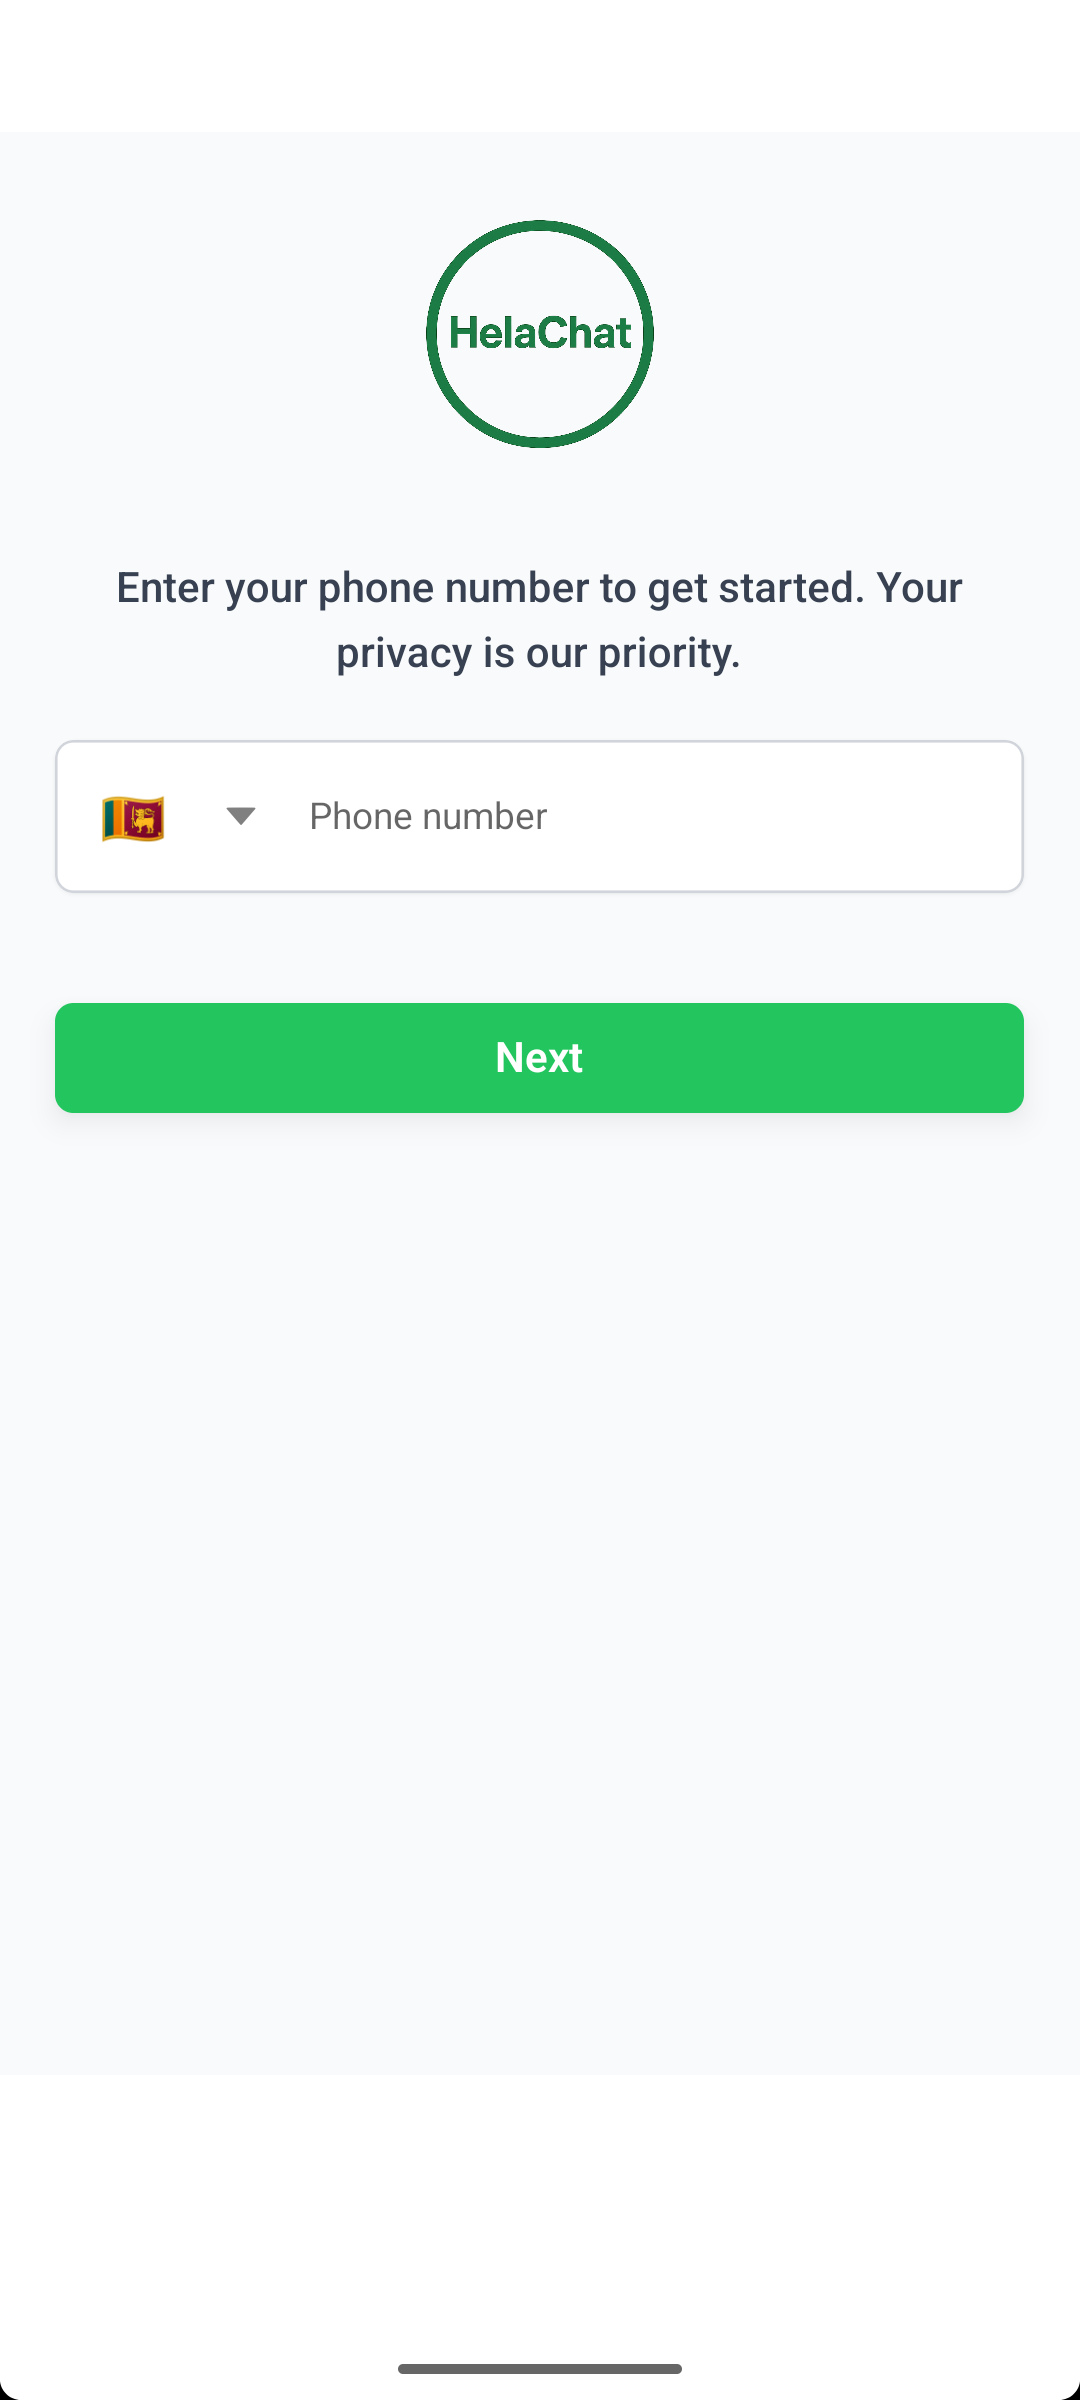 HelaChat
Enter your phone number to get started. Your
privacy is our priority.
Phone number
Next